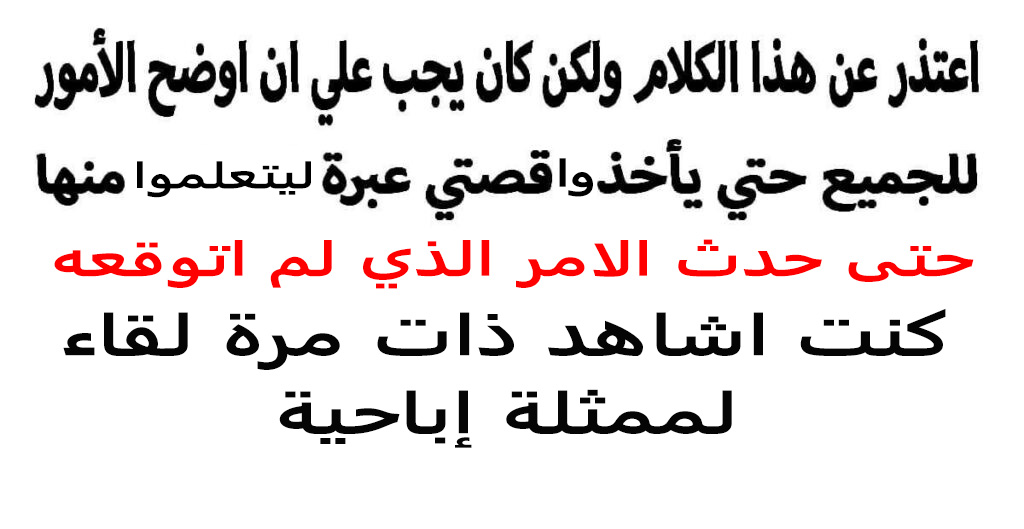 اعتذر عن هذا الكلام ولكن كان يجب علي ان اوضح الأمور
للجميع حتي يأخذوا قصتي عبرة ليتعلموا منها
حتى حدث الامر الذي لم اتوقعه
كنت اشاهد ذات مرة لقاء
لممثلة إباحية